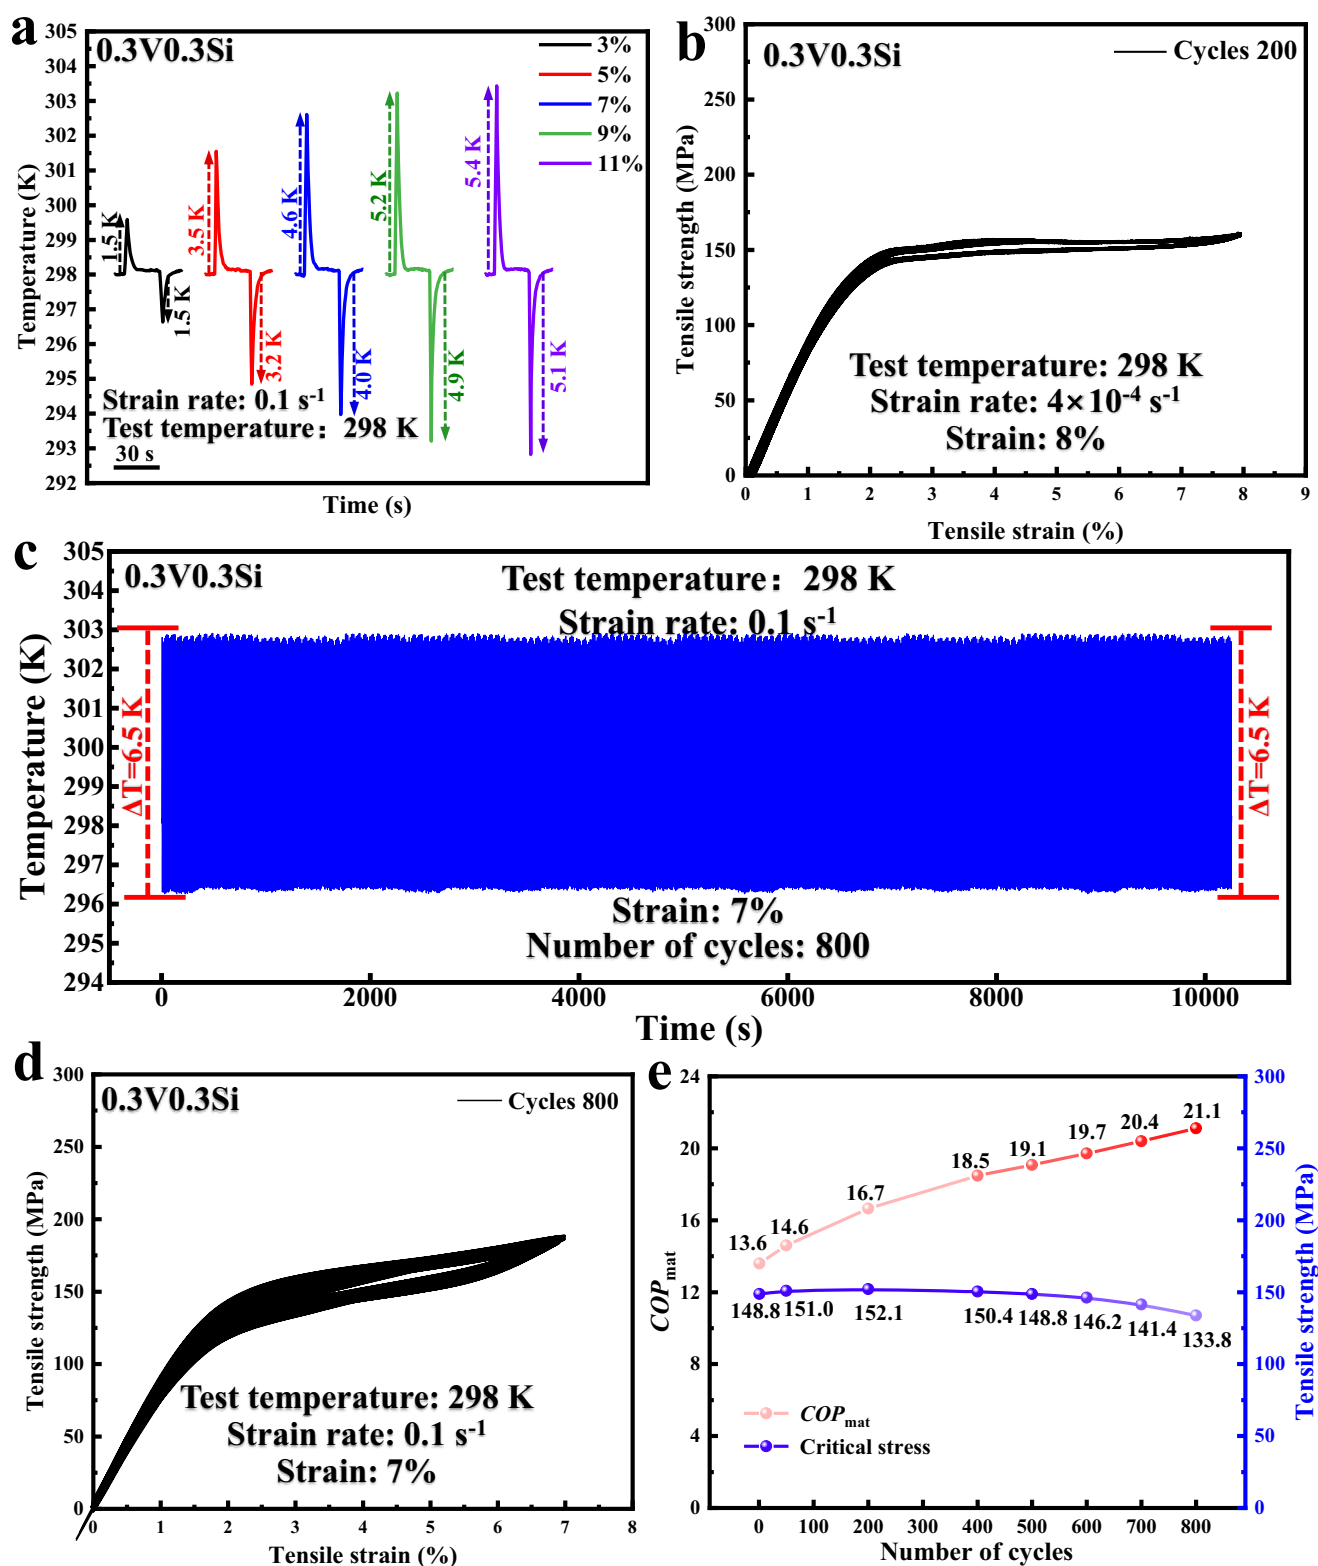 a
0.3V0.3Si
3%
5%
7%
9%
11%
305
304
303
302
301
300
299
298
297
296
295
294
293
292
Temperature (K)
1.5 K
1.5 K
3.5 K
3.2 K
4.6 K
4.0 K
5.2 K
4.9 K
5.4 K
5.1 K
Strain rate: 0.1 s-1
Test temperature: 298 K
30 s
Time (s)
b
0.3V0.3Si
Cycles 200
300
250
200
150
100
50
0
Tensile strength (MPa)
Test temperature: 298 K
Strain rate: 4×10-4 s-1
Strain: 8%
0 1 2 3 4 5 6 7 8 9
Tensile strain (%)
c
0.3V0.3Si
Test temperature: 298 K
Strain rate: 0.1 s-1
305
304
303
302
301
300
299
298
297
296
295
294
Temperature (K)
ΔT=6.5 K
ΔT=6.5 K
Strain: 7%
Number of cycles: 800
0 2000 4000 6000 8000 10000
Time (s)
d
0.3V0.3Si
Cycles 800
300
250
200
150
100
50
0
Tensile strength (MPa)
Test temperature: 298 K
Strain rate: 0.1 s-1
Strain: 7%
0 1 2 3 4 5 6 7 8
Tensile strain (%)
e
24
20
16
12
8
4
0
COPmat
13.6
14.6
16.7
18.5
19.1
19.7
20.4
21.1
148.8
151.0
152.1
150.4
148.8
146.2
141.4
133.8
COPmat
Critical stress
300
250
200
150
100
50
0
Tensile strength (MPa)
0 100 200 300 400 500 600 700 800
Number of cycles